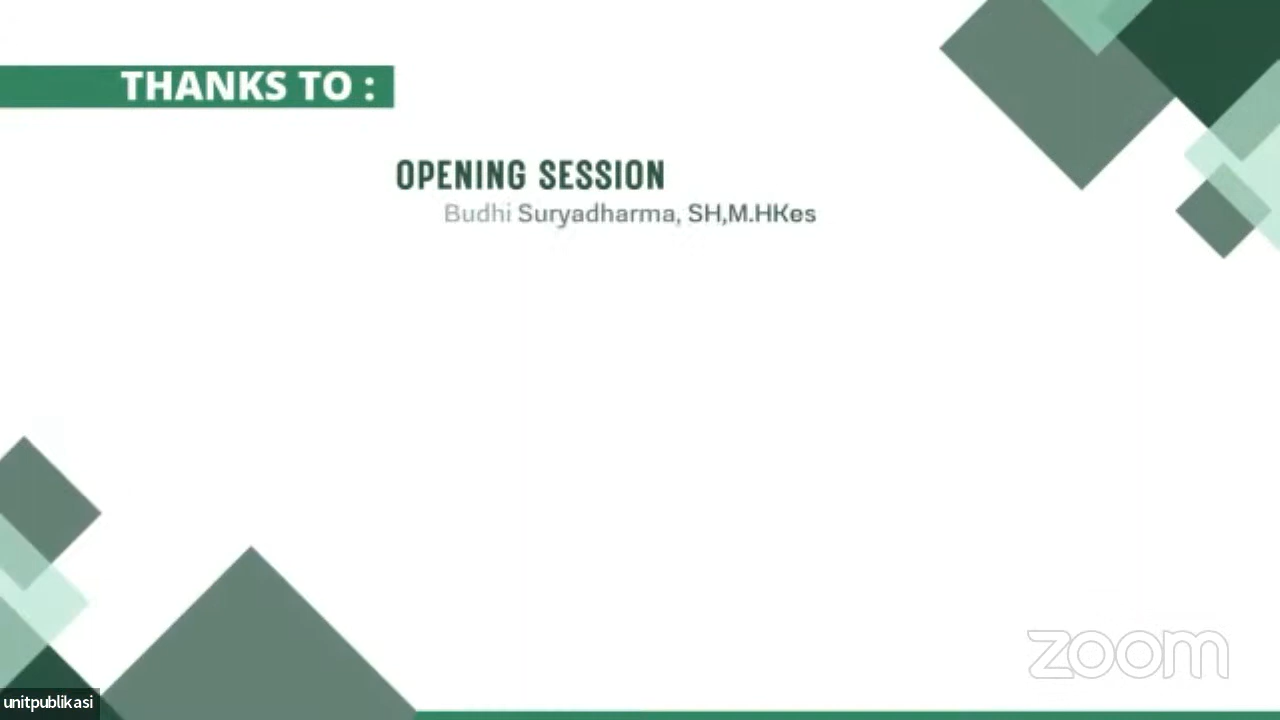 THANKS TO :
OPENING SESSION
Budhi Suryadharma, SH,M.HKes
zoom
unitpublikasi